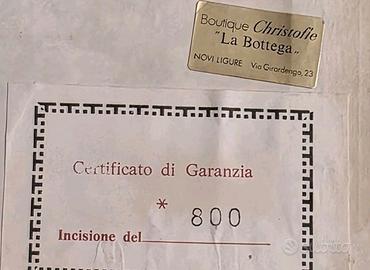 Boutique Christofle
"La Bottega"
NOVI LIGURE Via Girardengo, 23
Certificato di Garanzia
* 800
Incisione del